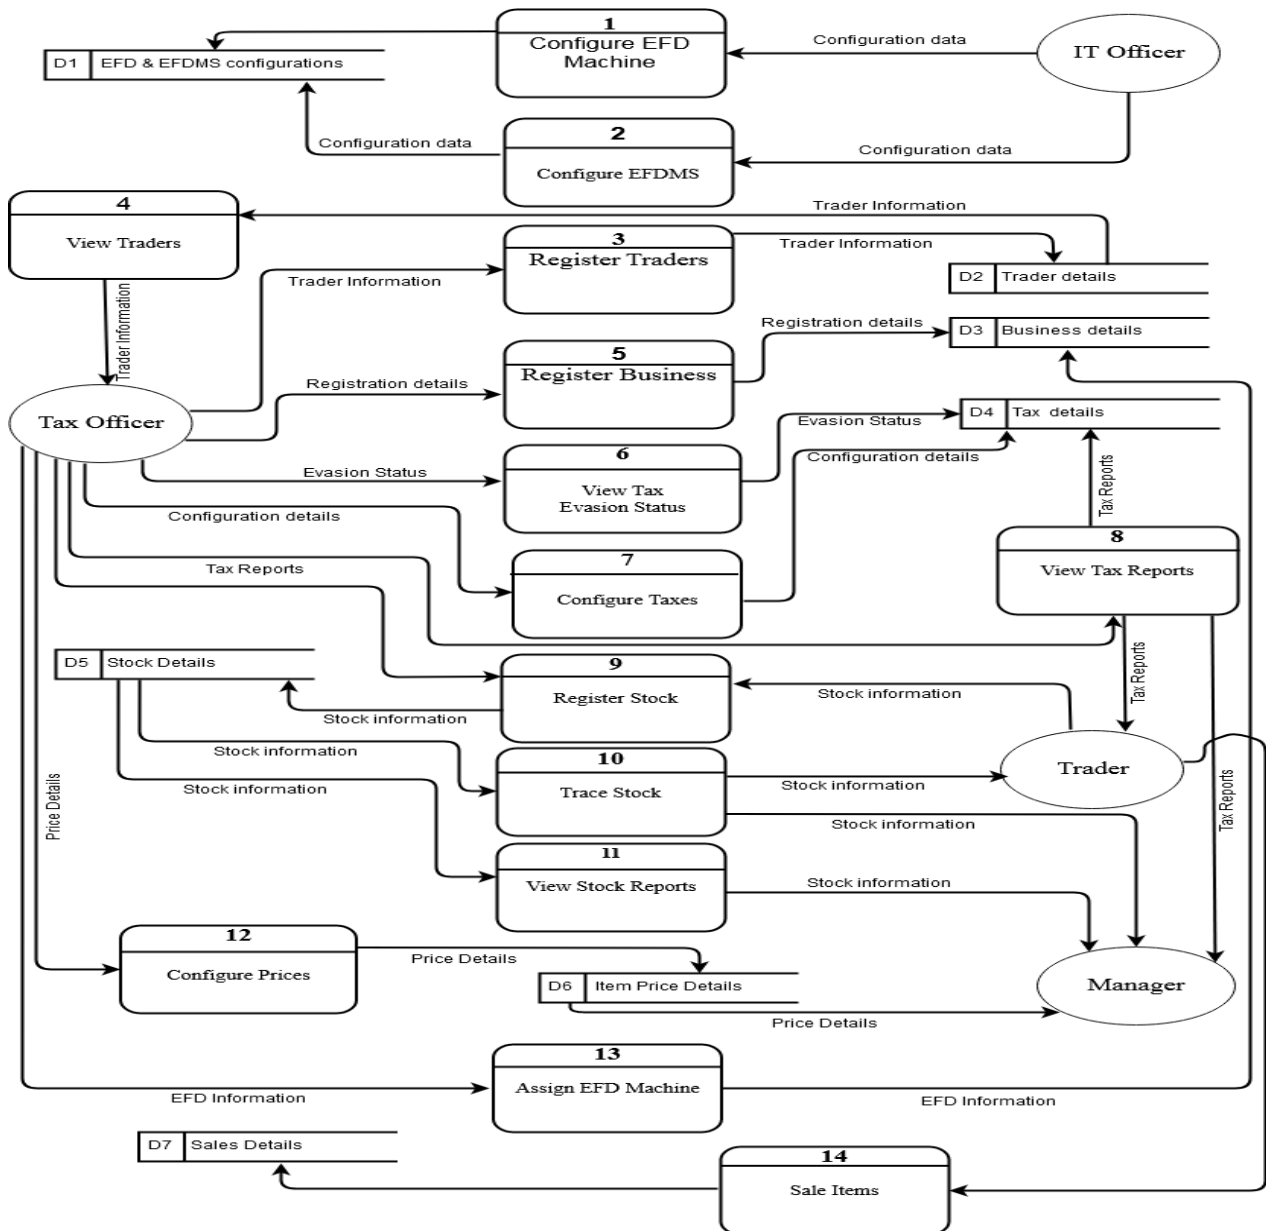 1
Configure EFD
Machine
Configuration data
IT Officer
D1 EFD & EFDMS configurations
2
Configure EFDMS
Configuration data
Configuration data
4
View Traders
Trader Information
3
Register Traders
Trader Information
Trader Information
D2 Trader details
Trader Information
Registration details
D3 Business details
5
Register Business
Registration details
Tax Officer
D4 Tax details
Evasion Status
6
View Tax
Evasion Status
Evasion Status
Configuration details
Tax Reports
Configuration details
8
View Tax Reports
7
Configure Taxes
Tax Reports
D5 Stock Details
9
Register Stock
Stock information
Stock information
Tax Reports
Stock information
10
Trace Stock
Stock information
Trader
Stock information
Stock information
Tax Reports
Price Details
11
View Stock Reports
Stock information
12
Configure Prices
Price Details
D6 Item Price Details
Manager
Price Details
13
Assign EFD Machine
EFD Information
EFD Information
D7 Sales Details
14
Sale Items